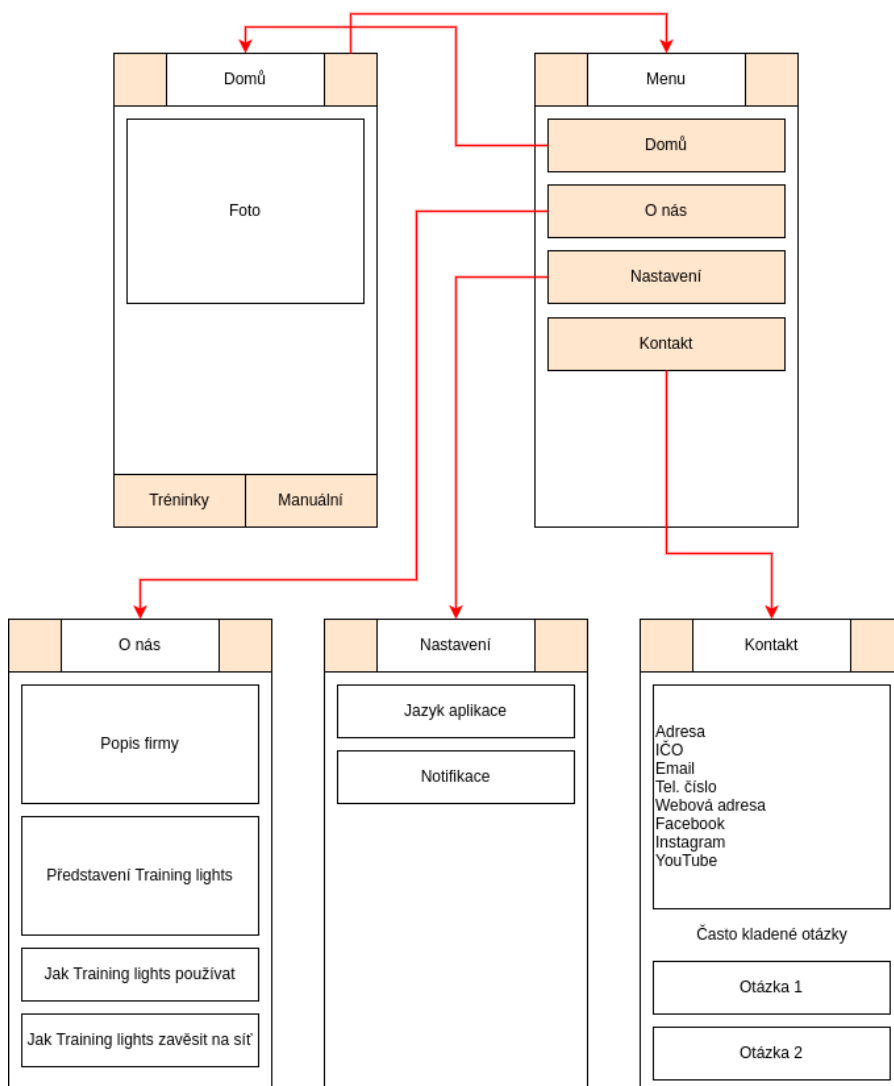 Domů
Foto
Tréninky
Manuální
Menu
Domů
O nás
Nastavení
Kontakt
O nás
Popis firmy
Představení Training lights
Jak Training lights používat
Jak Training lights zavěsit na síť
Nastavení
Jazyk aplikace
Notifikace
Kontakt
Adresa
IČO
Email
Tel. číslo
Webová adresa
Facebook
Instagram
YouTube
Často kladené otázky
Otázka 1
Otázka 2